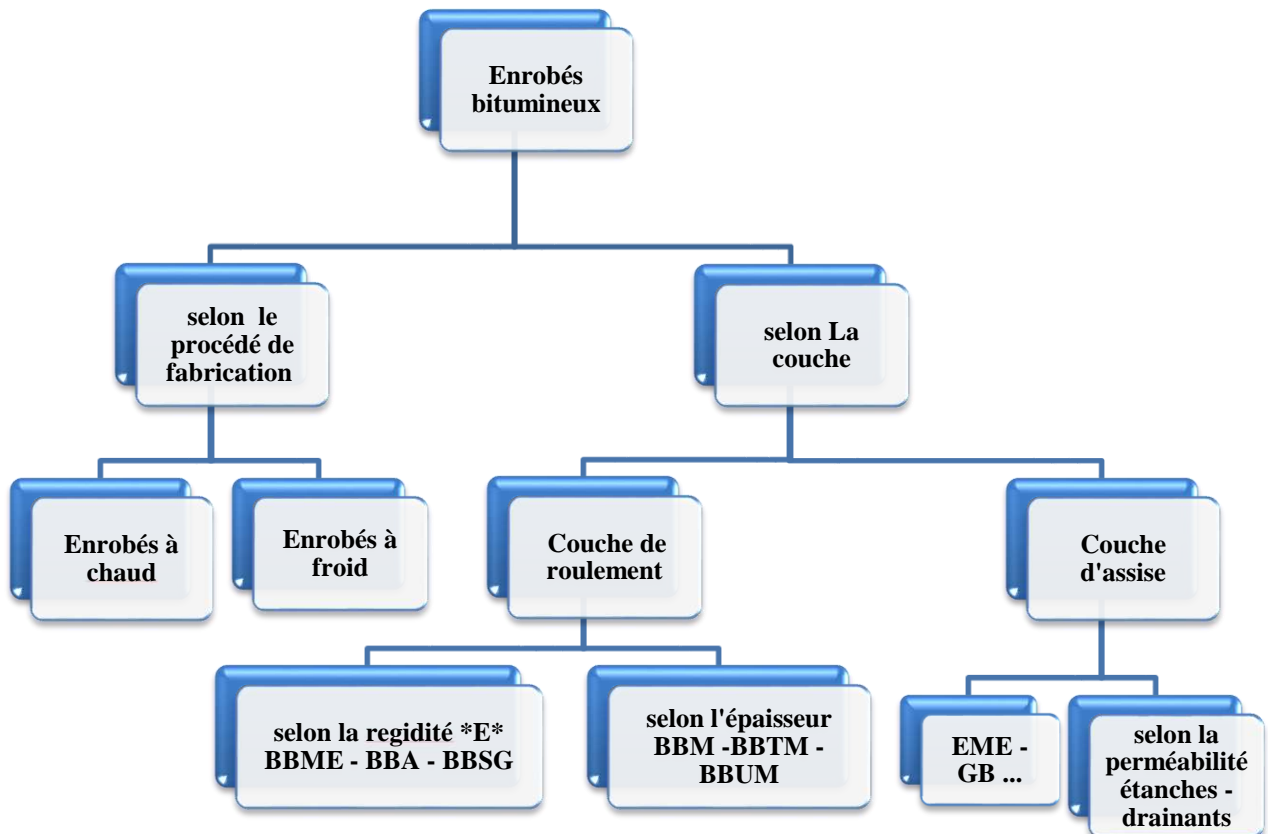 Enrobés
bitumineux
selon le
procédé de
fabrication
selon La
couche
Enrobés à
chaud
Enrobés à
froid
Couche de
roulement
Couche
d'assise
selon la regidité *E*
BBME - BBA - BBSG
selon l'épaisseur
BBM -BBTM -
BBUM
EME -
GB ...
selon la
perméabilité
étanches -
drainants